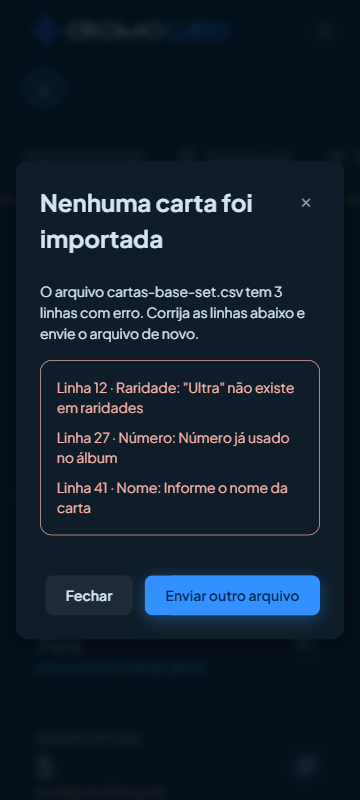 Nenhuma carta foi
importada
×
O arquivo cartas-base-set.csv tem 3
linhas com erro. Corrija as linhas abaixo e
envie o arquivo de novo.
Linha 12 · Raridade: "Ultra" não existe
em raridades
Linha 27 · Número: Número já usado
no álbum
Linha 41 · Nome: Informe o nome da
carta
Fechar
Enviar outro arquivo